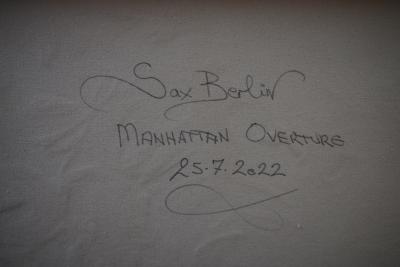 Sax Berlin
MANHATTAN OVERTURE
25.7.2022